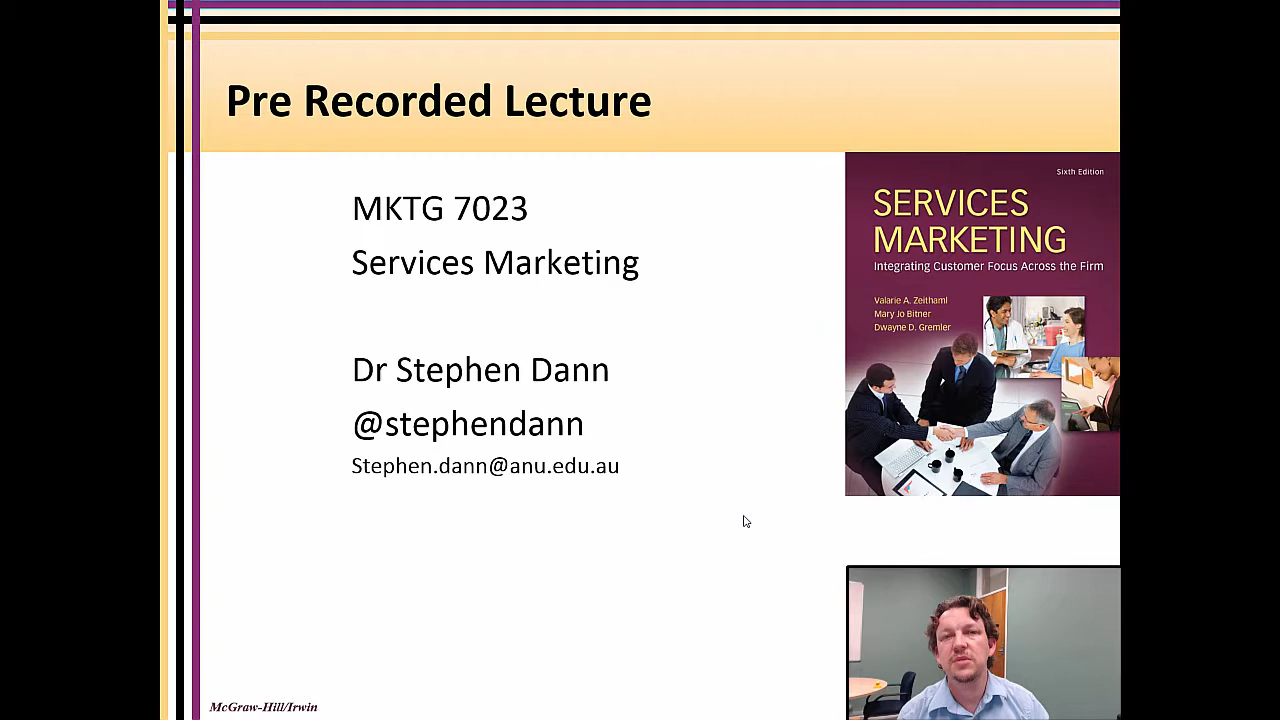 Pre Recorded Lecture
MKTG 7023
Services Marketing
Dr Stephen Dann
@stephendann
Stephen.dann@anu.edu.au
Sixth Edition
SERVICES
MARKETING
Integrating Customer Focus Across the Firm
Valarie A. Zeithaml
Mary Jo Bitner
Dwayne D. Gremler
McGraw-Hill/Irwin